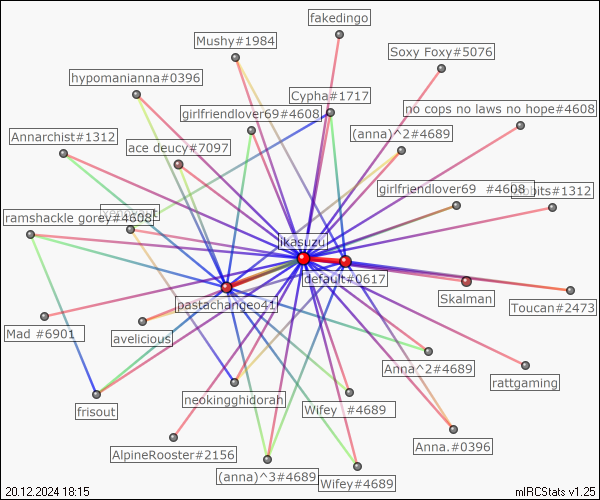 fakedingo
Mushy#1984
Soxy Foxy#5076
hypomanianna#0396
Cypha#1717
girlfriendlover69#4608
no cops no laws no hope#4608
Annarchist#1312
(anna)^2#4689
ace deucy#7097
girlfriendlover69 #4608
#1312
ramshackle gorey#4608
ikasuzu
default#0617
pastachangeo41
Skalman
Toucan#2473
Mad #6901
avelicious
Anna^2#4689
rattgaming
neokingghidorah
frisout
Wifey #4689
Anna.#0396
AlpineRooster#2156
(anna)^3#4689
Wifey#4689
20.12.2024 18:15
mIRCStats v1.25